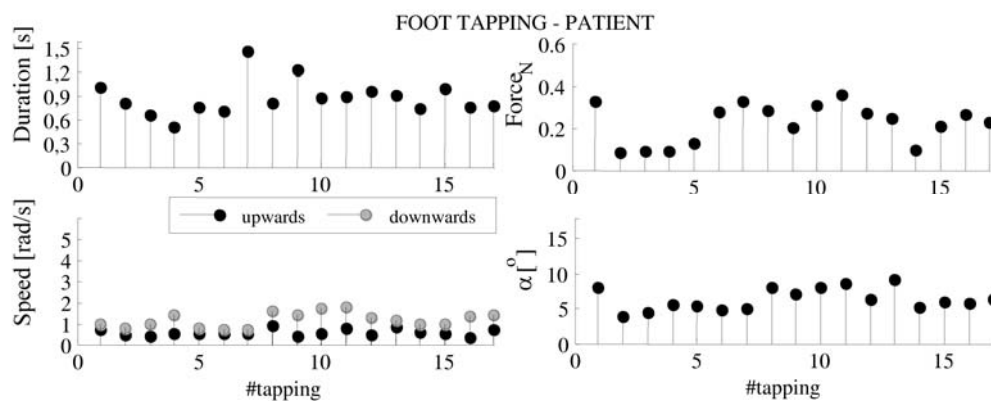 FOOT TAPPING - PATIENT
Duration [s]
1,5
1,2
0,9
0,6
0,3
0
0 5 10 15
Force_N
0.6
0.4
0.2
0
0 5 10 15
upwards downwards
Speed [rad/s]
5
4
3
2
1
0
0 5 10 15
#tapping
α[°]
15
10
5
0
0 5 10 15
#tapping